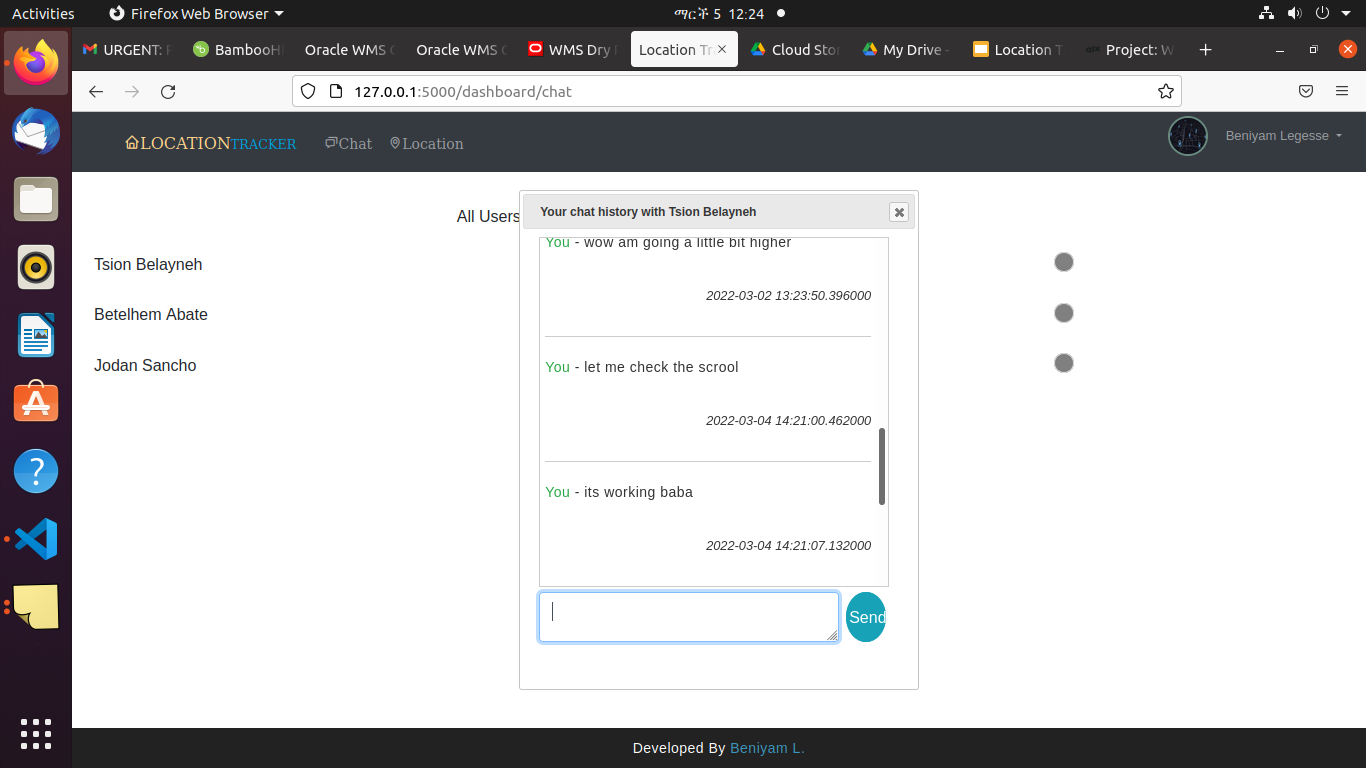 Activities
Firefox Web Browser
ማርች 5 12:24
URGENT:
BambooH
Oracle WMS
Oracle WMS
WMS Dry
Location Tr
Cloud Stor
My Drive -
Location T
Project: W
127.0.0.1:5000/dashboard/chat
LOCATIONTRACKER
Chat
Location
Beniyam Legesse
All Users
Tsion Belayneh
Betelhem Abate
Jodan Sancho
Your chat history with Tsion Belayneh
You - wow am going a little bit higher
2022-03-02 13:23:50.396000
You - let me check the scrool
2022-03-04 14:21:00.462000
You - its working baba
2022-03-04 14:21:07.132000
Send
Developed By Beniyam L.